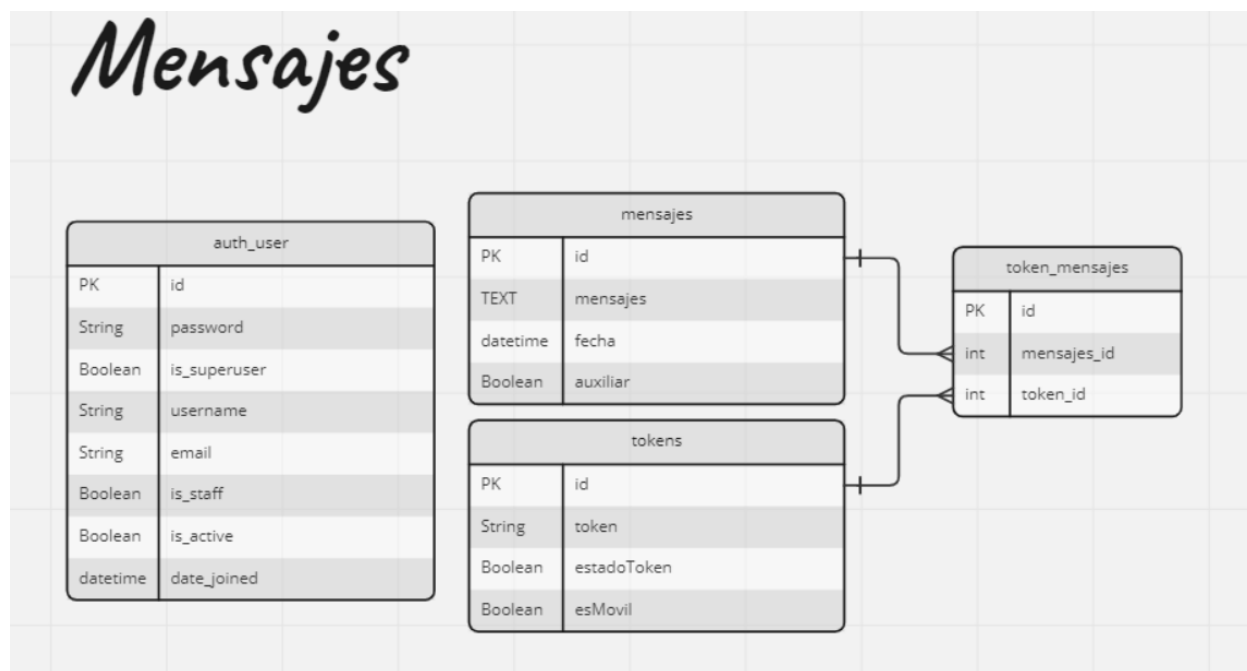 Mensajes
auth_user
PK id
String password
Boolean is_superuser
String username
String email
Boolean is_staff
Boolean is_active
datetime date_joined
mensajes
PK id
TEXT mensajes
datetime fecha
Boolean auxiliar
tokens
PK id
String token
Boolean estadoToken
Boolean esMovil
token_mensajes
PK id
int mensajes_id
int token_id